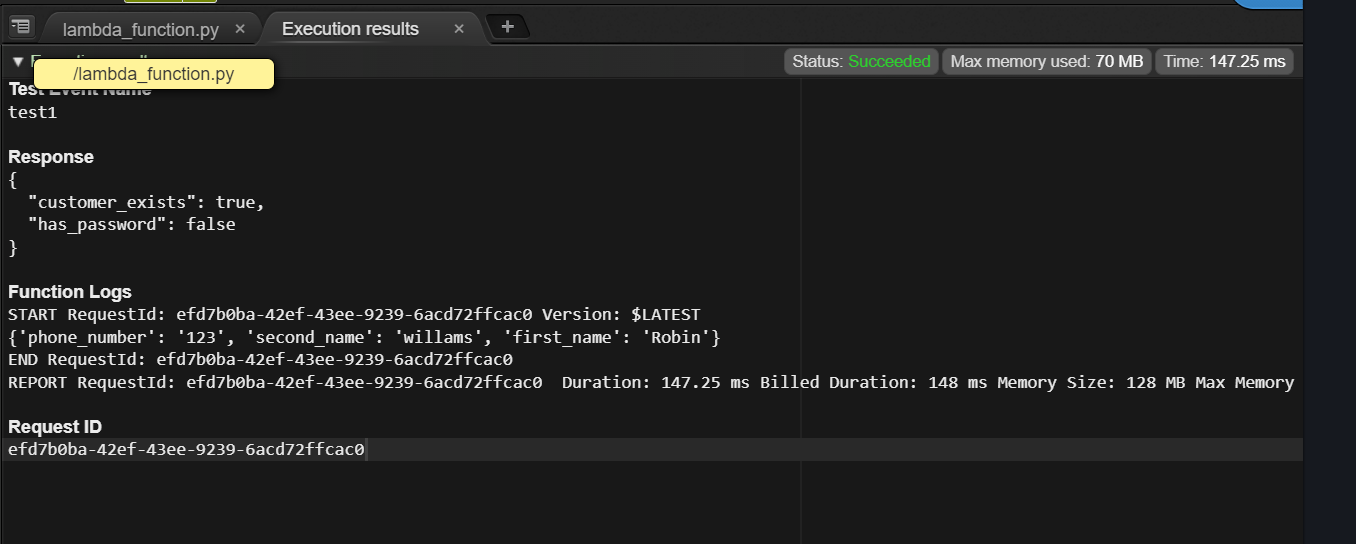 lambda_function.py ×
Execution results ×
+
/lambda_function.py
Status: Succeeded
Max memory used: 70 MB
Time: 147.25 ms
Test Event Name
test1
Response
{
"customer_exists": true,
"has_password": false
}
Function Logs
START RequestId: efd7b0ba-42ef-43ee-9239-6acd72ffcac0 Version: $LATEST
{'phone_number': '123', 'second_name': 'willams', 'first_name': 'Robin'}
END RequestId: efd7b0ba-42ef-43ee-9239-6acd72ffcac0
REPORT RequestId: efd7b0ba-42ef-43ee-9239-6acd72ffcac0  Duration: 147.25 ms Billed Duration: 148 ms Memory Size: 128 MB Max Memory
Request ID
efd7b0ba-42ef-43ee-9239-6acd72ffcac0